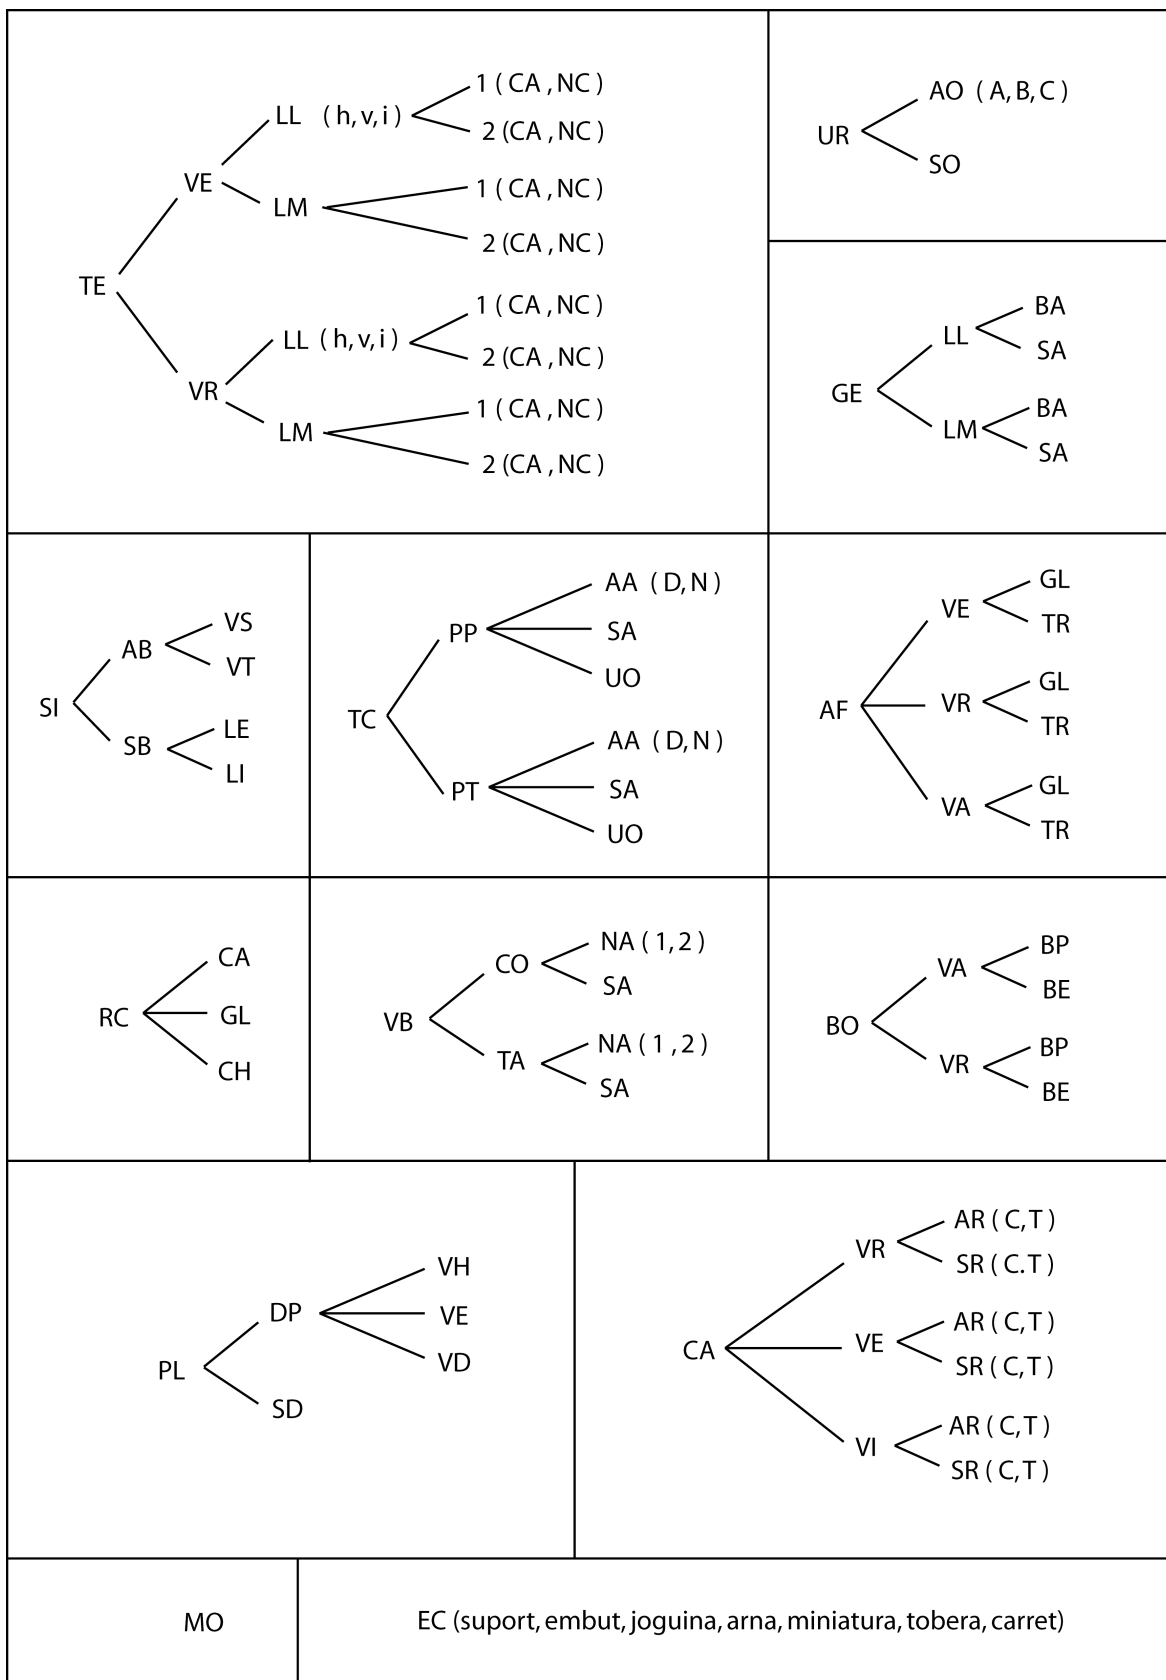 TE
VE
LL (h,v,i)
1 (CA,NC)
2 (CA,NC)
LM
1 (CA,NC)
2 (CA,NC)
VR
LL (h,v,i)
1 (CA,NC)
2 (CA,NC)
LM
1 (CA,NC)
2 (CA,NC)
UR
AO (A,B,C)
SO
GE
LL
BA
SA
LM
BA
SA
SI
AB
VS
VT
SB
LE
LI
TC
PP
AA (D,N)
SA
UO
PT
AA (D,N)
SA
UO
AF
VE
GL
TR
VR
GL
TR
VA
GL
TR
RC
CA
GL
CH
VB
CO
NA (1,2)
SA
TA
NA (1,2)
SA
BO
VA
BP
BE
VR
BP
BE
PL
DP
VH
VE
VD
SD
CA
VR
AR (C,T)
SR (C.T)
VE
AR (C,T)
SR (C,T)
VI
AR (C,T)
SR (C,T)
MO
EC (suport, embut, joguina, arna, miniatura, tobera, carret)